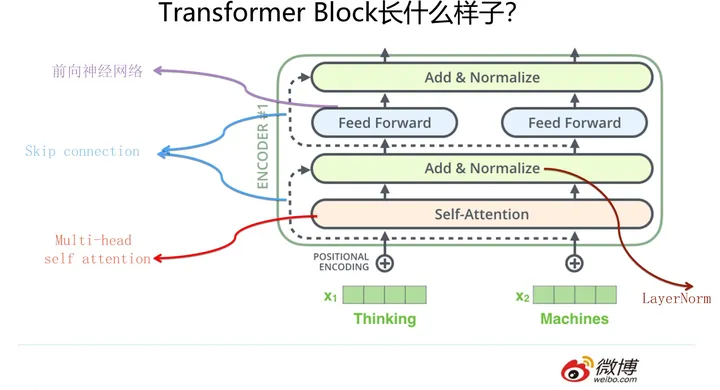 Transformer Block长什么样子?
前向神经网络
Skip connection
Multi-head
self attention
ENCODER #1
Add & Normalize
Feed Forward
Feed Forward
Add & Normalize
Self-Attention
POSITIONAL
ENCODING
LayerNorm
x1
x2
Thinking
Machines
微博
weibo.com